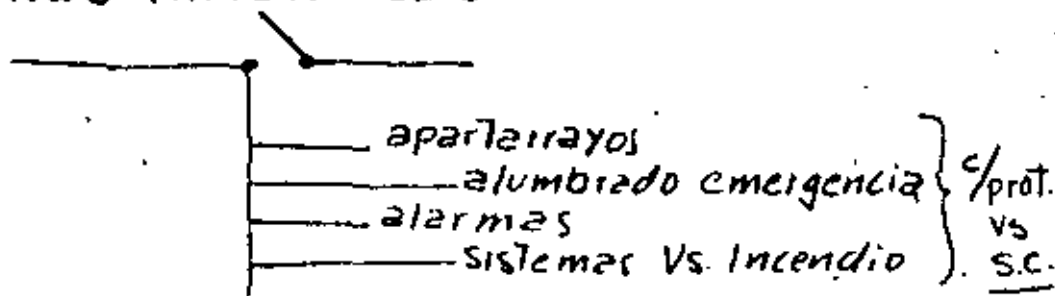 apartarrayos
alumbrado emergencia
alarmas
sistemas Vs. Incendio
c/prot.
vs
s.c.